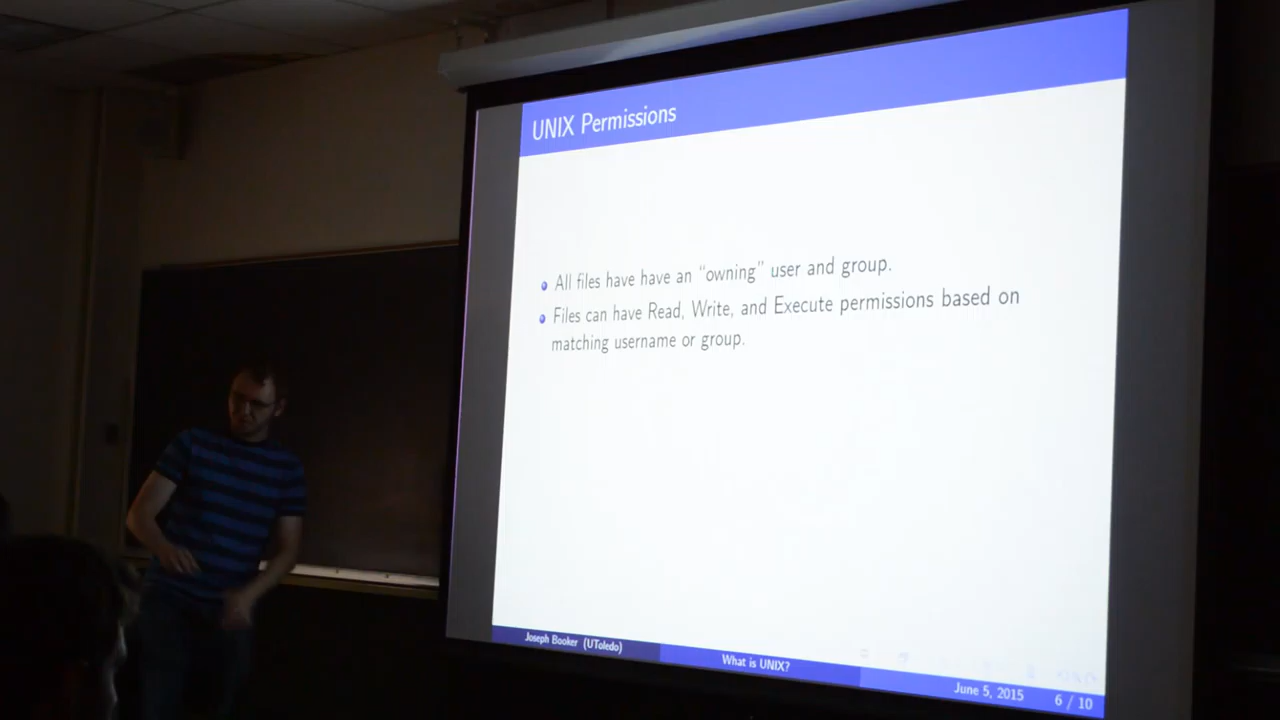 UNIX Permissions
All files have have an “owning” user and group.
Files can have Read, Write, and Execute permissions based on
matching username or group.
Joseph Booker (UToledo)
What is UNIX?
June 5, 2015
6 / 10